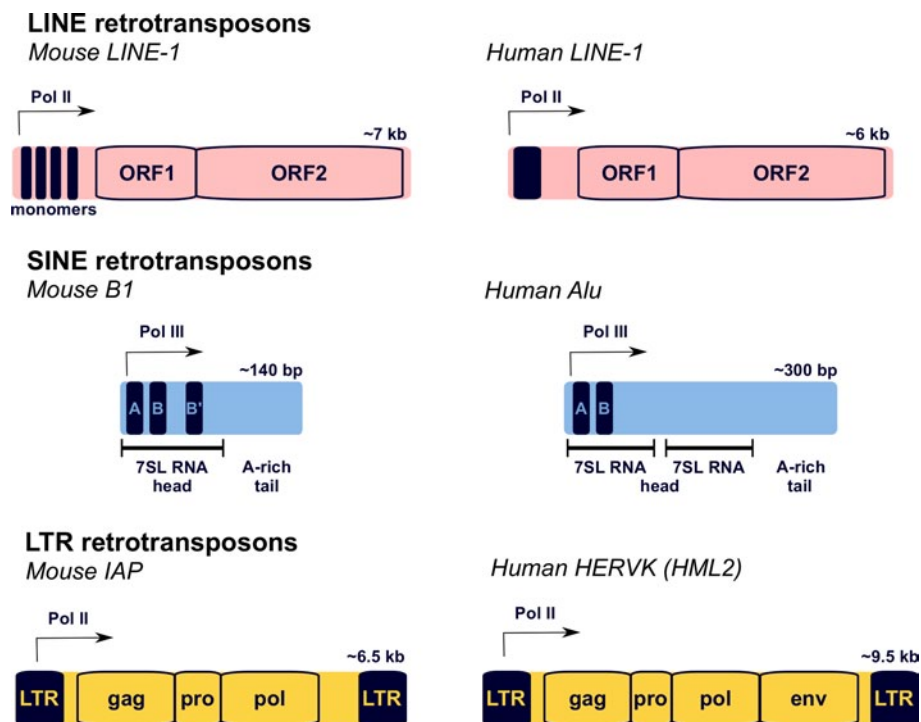 LINE retrotransposons
Mouse LINE-1
Human LINE-1
Pol II
Pol II
~7 kb
~6 kb
ORF1
ORF2
ORF1
ORF2
monomers
SINE retrotransposons
Mouse B1
Human Alu
Pol III
Pol III
~140 bp
~300 bp
A
B
B'
A
B
7SL RNA
head
A-rich
tail
7SL RNA
7SL RNA
head
A-rich
tail
LTR retrotransposons
Mouse IAP
Human HERVK (HML2)
Pol II
Pol II
~6.5 kb
~9.5 kb
LTR
gag
pro
pol
LTR
LTR
gag
pro
pol
env
LTR